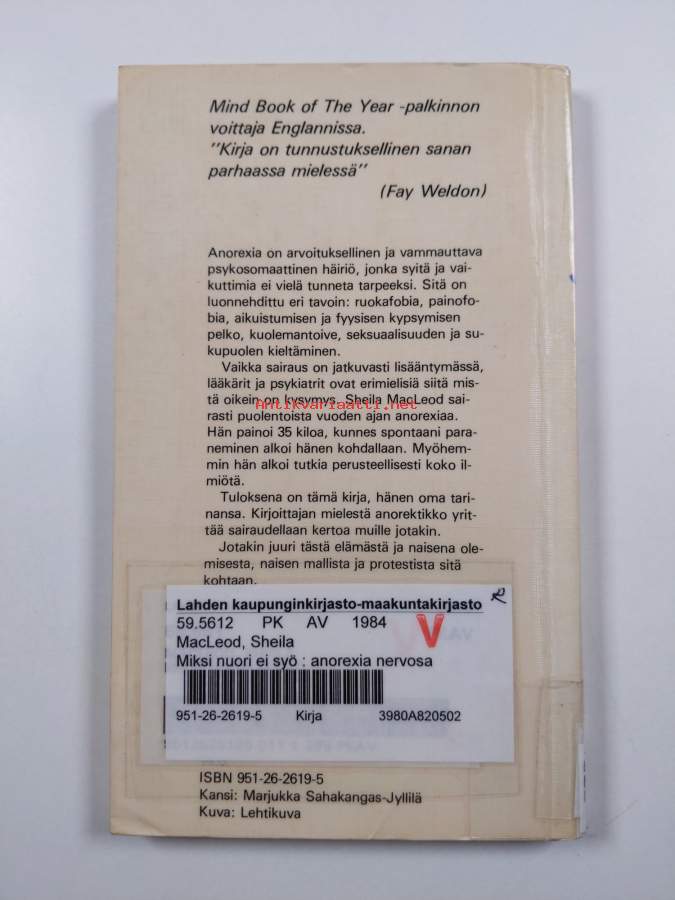 Mind Book of The Year -palkinnon
voittaja Englannissa.
"Kirja on tunnustuksellinen sanan
parhaassa mielessä"
(Fay Weldon)
Anorexia on arvoituksellinen ja vammauttava
psykosomaattinen häiriö, jonka syitä ja vai-
kuttimia ei vielä tunneta tarpeeksi. Sitä on
luonnehdittu eri tavoin: ruokafobia, painofo-
bia, aikuistumisen ja fyysisen kypsymisen
pelko, kuolemantoive, seksuaalisuuden ja su-
kupuolen kieltäminen.
Vaikka sairaus on jatkuvasti lisääntymässä,
lääkärit ja psykiatrit ovat erimielisiä siitä mis-
tä oikein on kysymys. Sheila MacLeod sai-
Antikvariaatti.net
rasti puolentoista vuoden ajan anorexiaa.
Hän painoi 35 kiloa, kunnes spontaani para-
neminen alkoi hänen kohdallaan. Myöhem-
min hän alkoi tutkia perusteellisesti koko il-
miötä.
Tuloksena on tämä kirja, hänen oma tari-
nansa. Kirjoittajan mielestä anorektikko yrit-
tää sairaudellaan kertoa muille jotakin.
Jotakin juuri tästä elämästä ja naisena ole-
misesta, naisen mallista ja protestista sitä
kohtaan.
Lahden kaupunginkirjasto-maakuntakirjasto
59.5612 PK AV 1984 V
MacLeod, Sheila
Miksi nuori ei syö : anorexia nervosa
951-26-2619-5 Kirja 3980A820502
ISBN 951-26-2619-5
Kansi: Marjukka Sahakangas-Jyllilä
Kuva: Lehtikuva